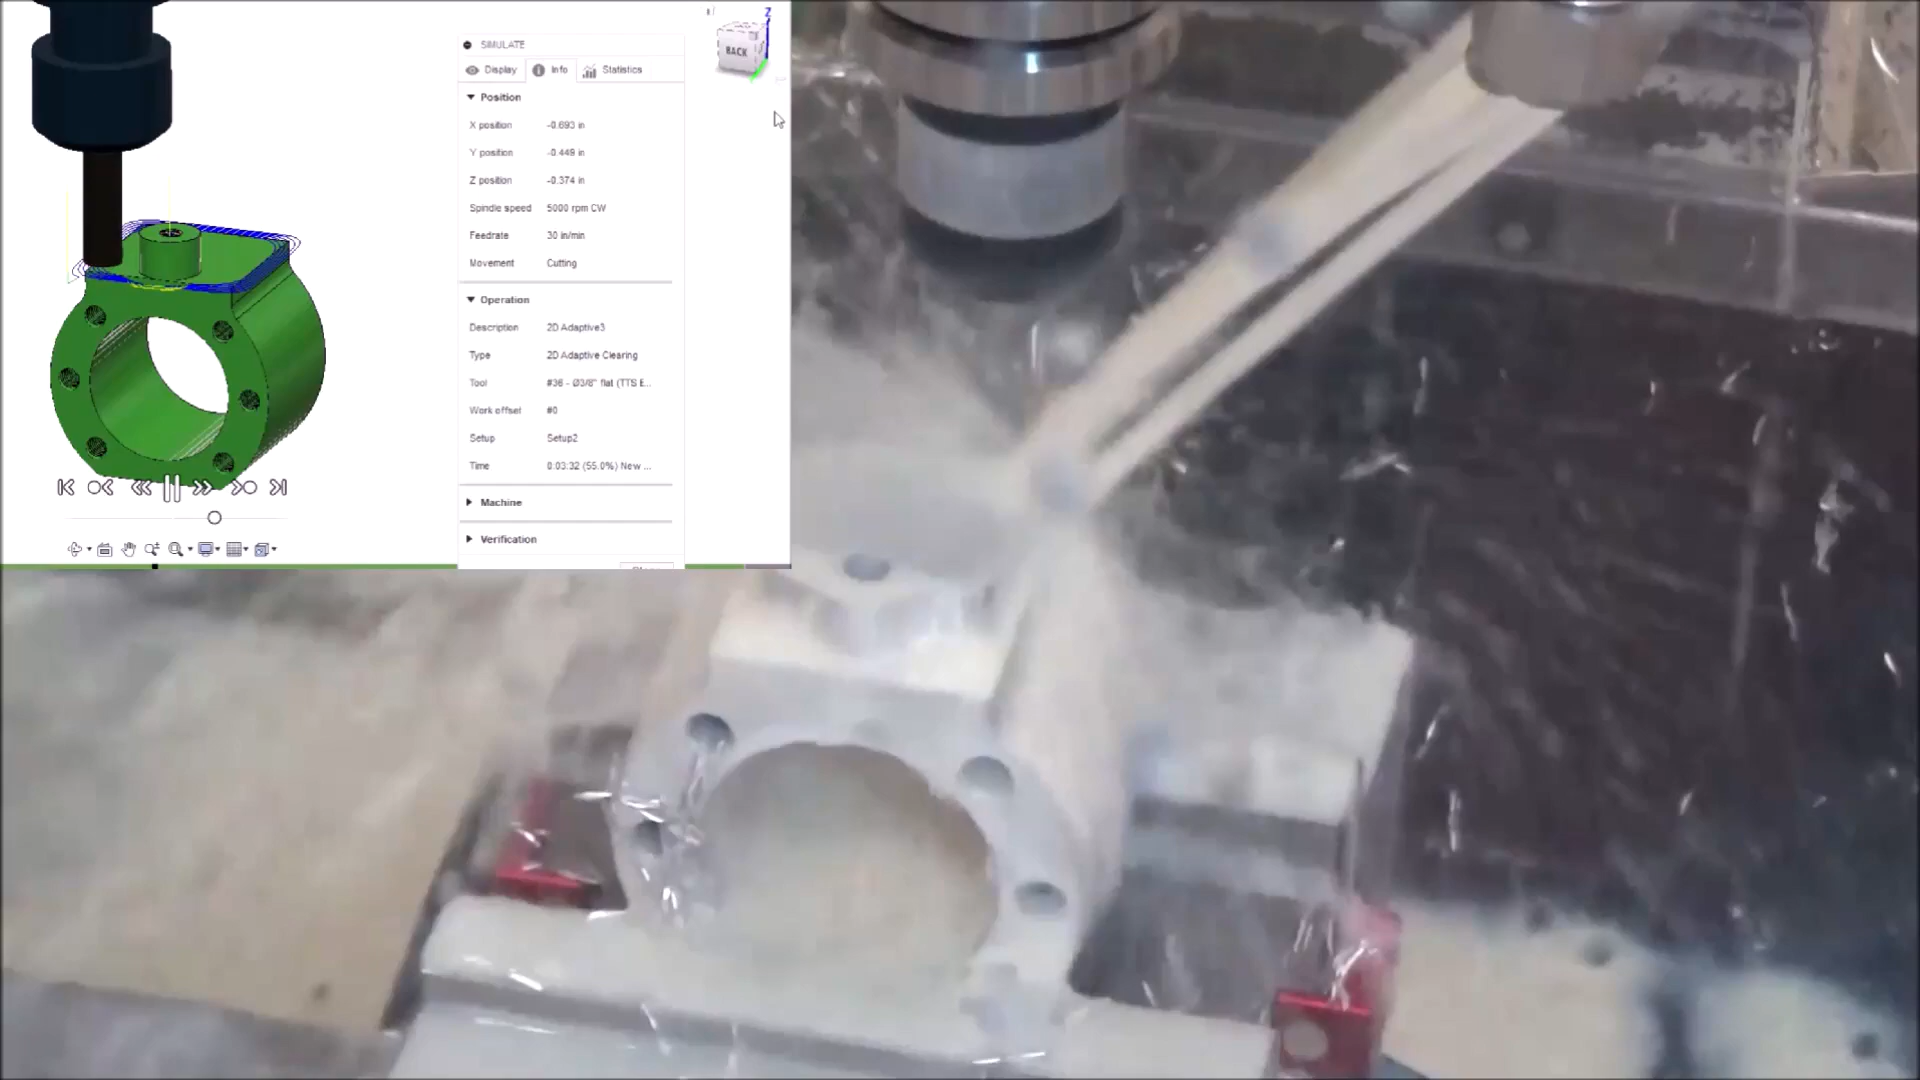 Z
BACK
SIMULATE
Display Info Statistics
Position
X position -0.693 in
Y position -0.449 in
Z position -0.374 in
Spindle speed 5000 rpm CW
Feedrate 30 in/min
Movement Cutting
Operation
Description 2D Adaptive3
Type 2D Adaptive Clearing
Tool #36 - Ø3/8" flat (TTS E...
Work offset #0
Setup Setup2
Time 0:03:32 (55.0%) New ...
Machine
Verification